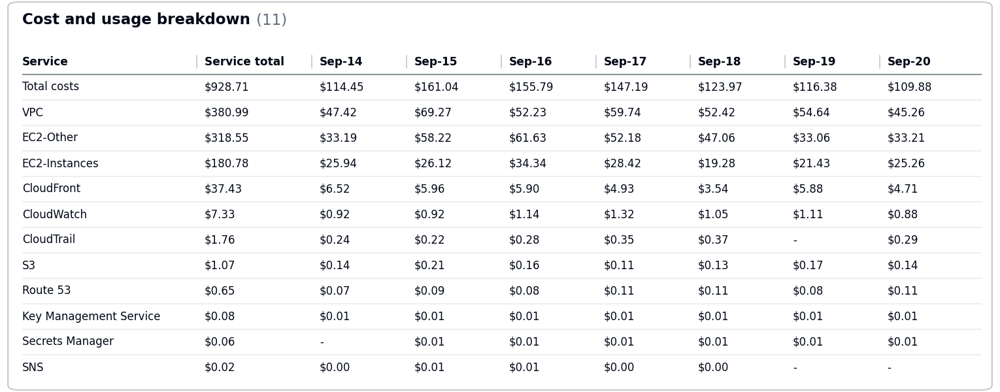 Cost and usage breakdown (11)
Service Service total Sep-14 Sep-15 Sep-16 Sep-17 Sep-18 Sep-19 Sep-20
Total costs $928.71 $114.45 $161.04 $155.79 $147.19 $123.97 $116.38 $109.88
VPC $380.99 $47.42 $69.27 $52.23 $59.74 $52.42 $54.64 $45.26
EC2-Other $318.55 $33.19 $58.22 $61.63 $52.18 $47.06 $33.06 $33.21
EC2-Instances $180.78 $25.94 $26.12 $34.34 $28.42 $19.28 $21.43 $25.26
CloudFront $37.43 $6.52 $5.96 $5.90 $4.93 $3.54 $5.88 $4.71
CloudWatch $7.33 $0.92 $0.92 $1.14 $1.32 $1.05 $1.11 $0.88
CloudTrail $1.76 $0.24 $0.22 $0.28 $0.35 $0.37 - $0.29
S3 $1.07 $0.14 $0.21 $0.16 $0.11 $0.13 $0.17 $0.14
Route 53 $0.65 $0.07 $0.09 $0.08 $0.11 $0.11 $0.08 $0.11
Key Management Service $0.08 $0.01 $0.01 $0.01 $0.01 $0.01 $0.01 $0.01
Secrets Manager $0.06 - $0.01 $0.01 $0.01 $0.01 $0.01 $0.01
SNS $0.02 $0.00 $0.01 $0.01 $0.00 $0.00 - -